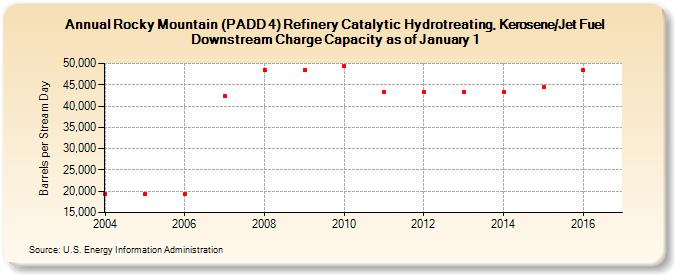 Annual Rocky Mountain (PADD 4) Refinery Catalytic Hydrotreating, Kerosene/Jet Fuel
Downstream Charge Capacity as of January 1
Barrels per Stream Day
50,000
45,000
40,000
35,000
30,000
25,000
20,000
15,000
2004 2006 2008 2010 2012 2014 2016
Source: U.S. Energy Information Administration